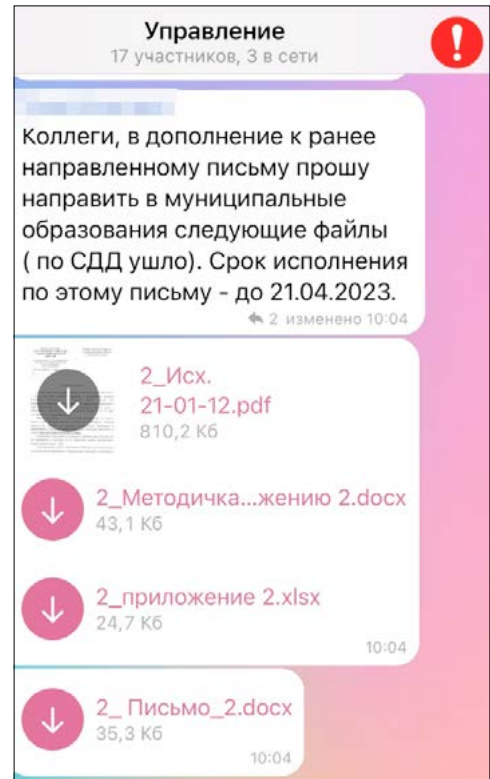 Управление
17 участников, 3 в сети
Коллеги, в дополнение к ранее
направленному письму прошу
направить в муниципальные
образования следующие файлы
( по СДД ушло). Срок исполнения
по этому письму - до 21.04.2023.
2 изменено 10:04
2_Исх.
21-01-12.pdf
810,2 Кб
2_Методичка...жению 2.docx
43,1 Кб
2_приложение 2.xlsx
24,7 Кб
10:04
2_ Письмо_2.docx
35,3 Кб
10:04